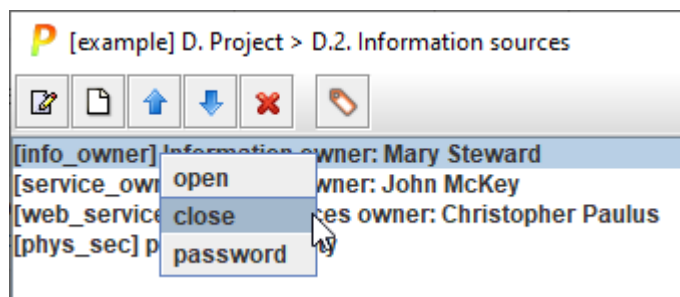 P [example] D. Project > D.2. Information sources
[info_owner] Information owner: Mary Steward
open
[service_own wner: John McKey
close
[web_service ces owner: Christopher Paulus
[phys_sec] p
password